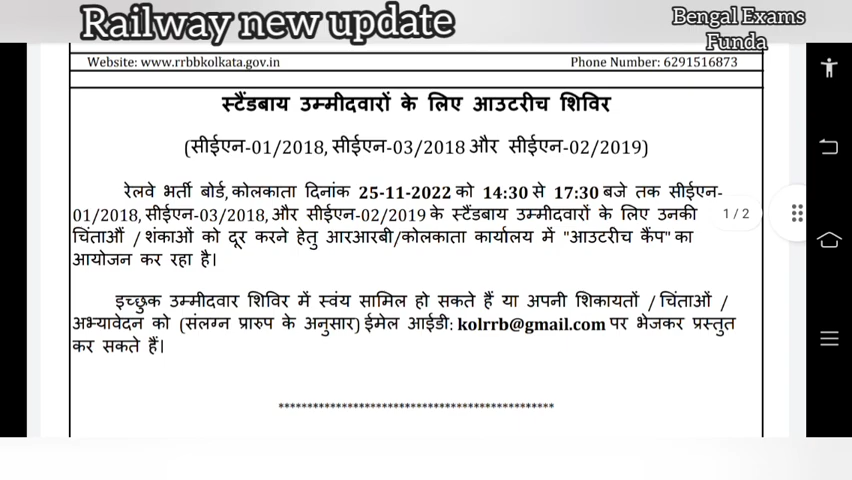 Railway new update
Bengal Exams
Funda
Website: www.rrbbkolkata.gov.in
Phone Number: 6291516873
स्टैंडबाय उम्मीदवारों के लिए आउटरीच शिविर
(सीईएन-01/2018, सीईएन-03/2018 और सीईएन-02/2019)
रेलवे भर्ती बोर्ड, कोलकाता दिनांक 25-11-2022 को 14:30 से 17:30 बजे तक सीईएन-
01/2018, सीईएन-03/2018, और सीईएन-02/2019 के स्टैंडबाय उम्मीदवारों के लिए उनकी
चिंताऔं / शंकाओं को दूर करने हेतु आरआरबी/कोलकाता कार्यालय में "आउटरीच कैंप" का
आयोजन कर रहा है।
इच्छुक उम्मीदवार शिविर में स्वंय सामिल हो सकते हैं या अपनी शिकायतों / चिंताओं /
अभ्यावेदन को (संलग्न प्रारुप के अनुसार) ईमेल आईडी: kolrrb@gmail.com पर भेजकर प्रस्तुत
कर सकते हैं।
************************************************
1 / 2